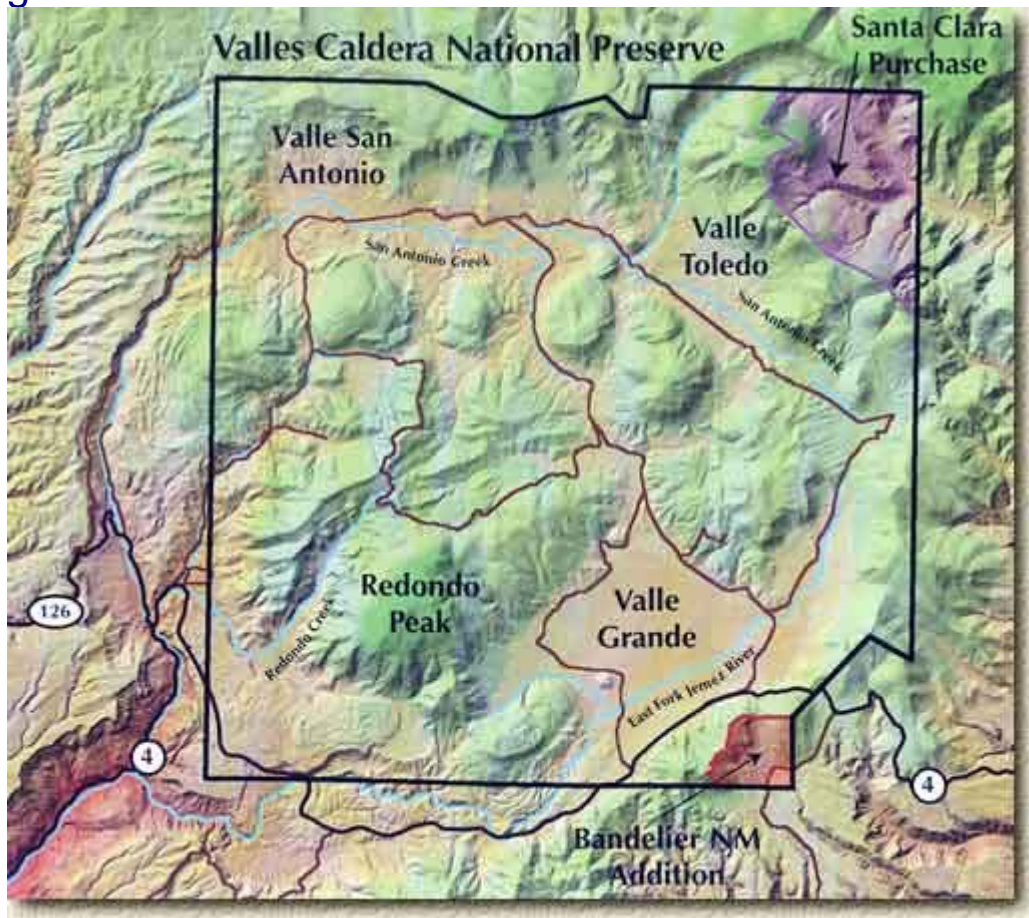 g
Valles Caldera National Preserve
Santa Clara
Purchase
Valle San
Antonio
San Antonio Creek
Valle
Toledo
San Antonio Creek
Redondo
Peak
Redondo Creek
Valle
Grande
East Fork Jemez River
126
4
4
Bandelier NM
Addition